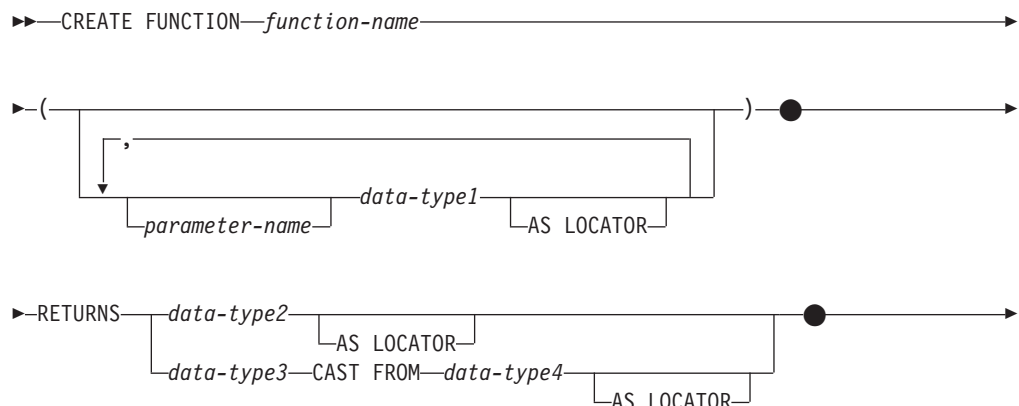 CREATE FUNCTION function-name
( )
,
parameter-name data-type1 AS LOCATOR
RETURNS data-type2 AS LOCATOR
data-type3 CAST FROM data-type4 AS LOCATOR